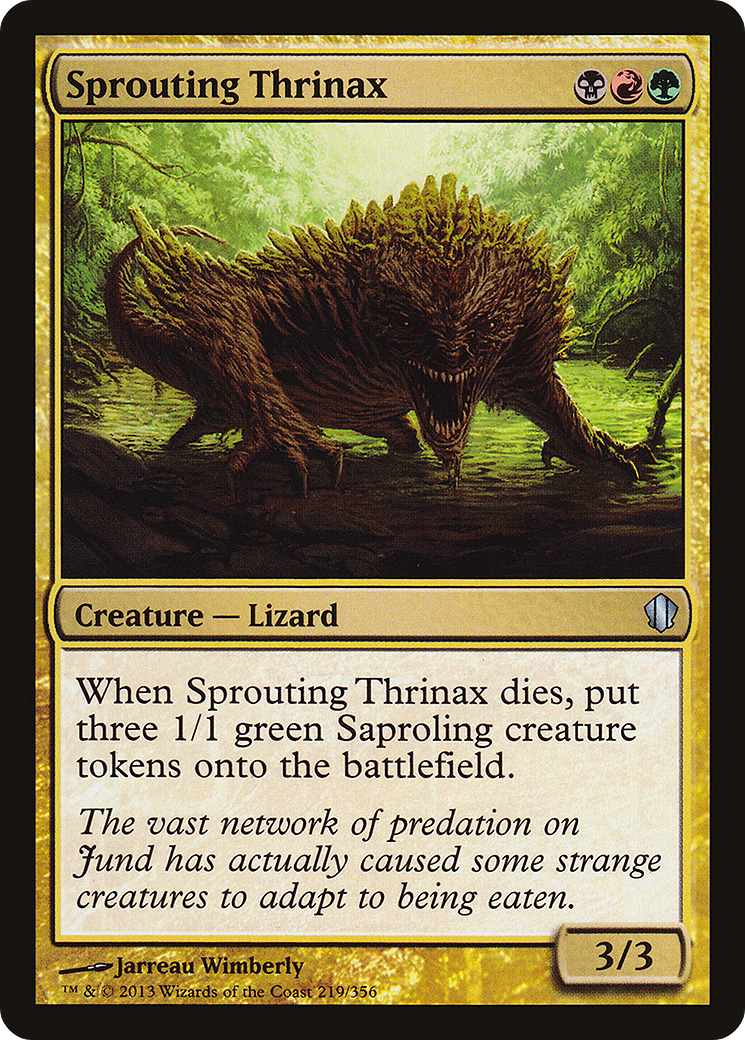 Sprouting Thrinax
Creature — Lizard
When Sprouting Thrinax dies, put
three 1/1 green Saproling creature
tokens onto the battlefield.
The vast network of predation on
Jund has actually caused some strange
creatures to adapt to being eaten.
3/3
Jarreau Wimberly
™ & © 2013 Wizards of the Coast 219/356